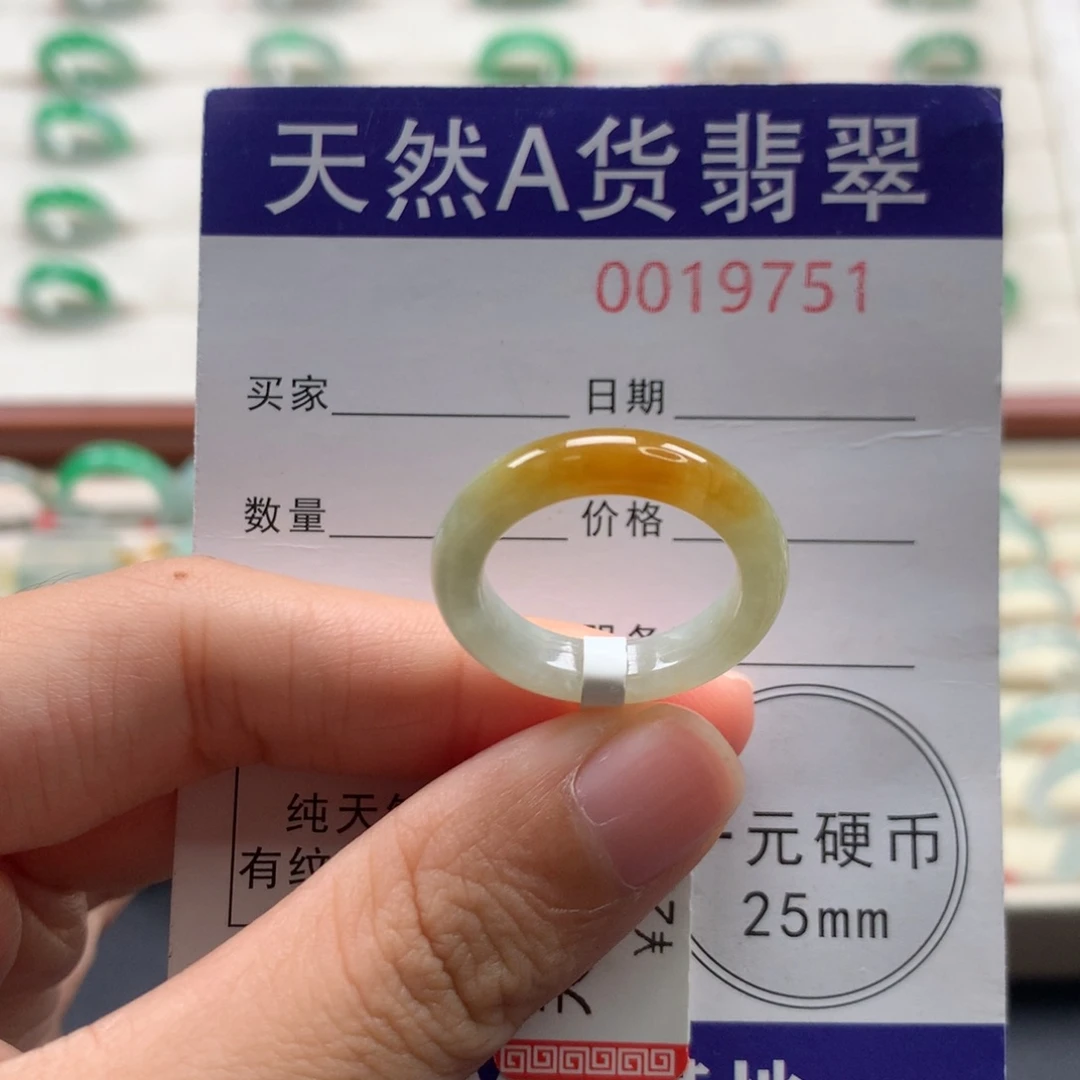 天然A货翡翠
0019751
买家 日期
数量 价格
纯天
有纹
元硬币
25mm